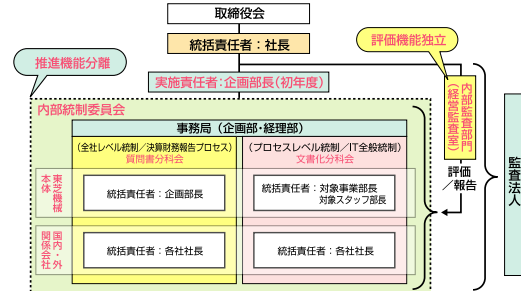 取締役会
統括責任者：社長
評価機能独立
推進機能分離
実施責任者：企画部長（初年度）
内部監査部門
（経営監査室）
内部統制委員会
事務局（企画部・経理部）
（全社レベル統制／決算財務報告プロセス）
質問書分科会
（プロセスレベル統制／IT全般統制）
文書化分科会
評価
／報告
監査法人
東芝機械
本体
統括責任者：企画部長
統括責任者：対象事業部長
対象スタッフ部長
国内・外
関係会社
統括責任者：各社社長
統括責任者：各社社長